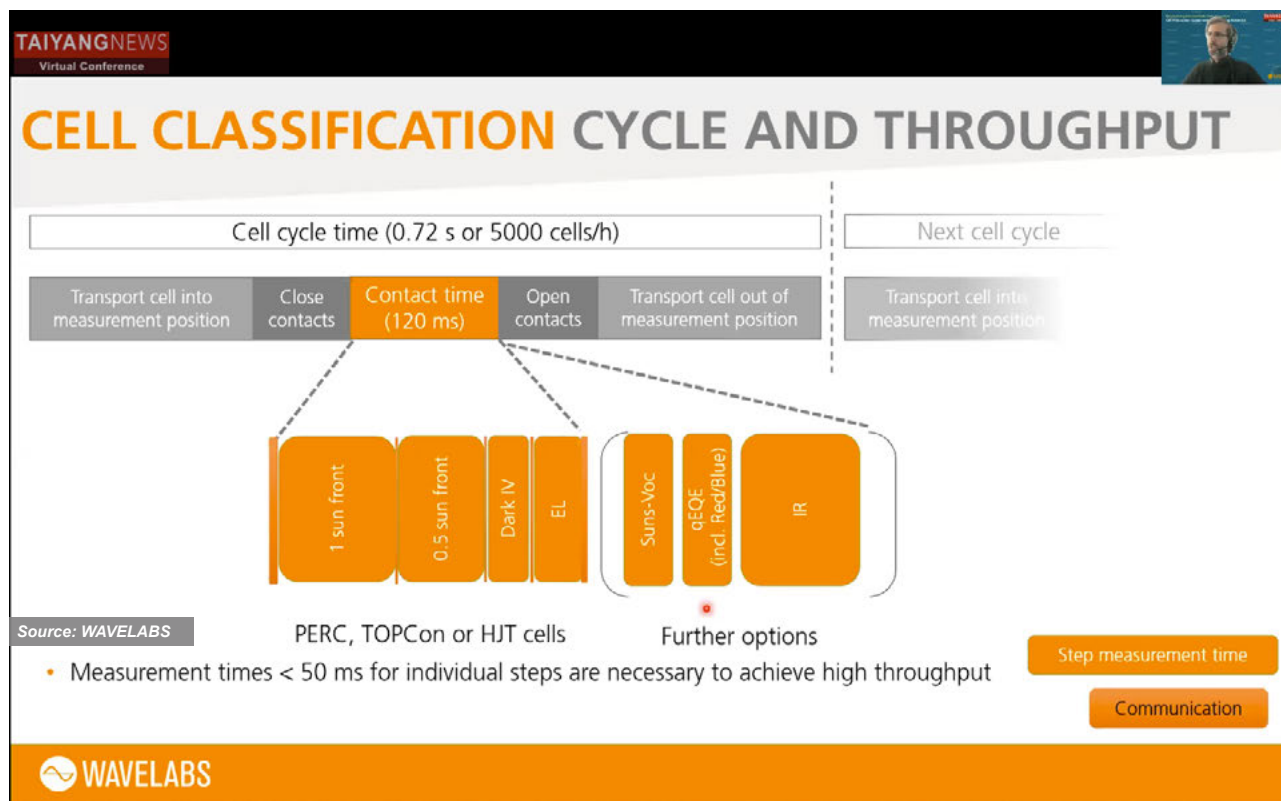 TAIYANGNEWS
Virtual Conference
CELL CLASSIFICATION CYCLE AND THROUGHPUT
Cell cycle time (0.72 s or 5000 cells/h)
Next cell cycle
Transport cell into
measurement position
Close
contacts
Contact time
(120 ms)
Open
contacts
Transport cell out of
measurement position
Transport cell into
measurement position
1 sun front
0.5 sun front
Dark IV
EL
Suns-Voc
qEQE
(incl. Red/Blue)
IR
Source: WAVELABS
PERC, TOPCon or HJT cells
Further options
• Measurement times < 50 ms for individual steps are necessary to achieve high throughput
Step measurement time
Communication
WAVELABS